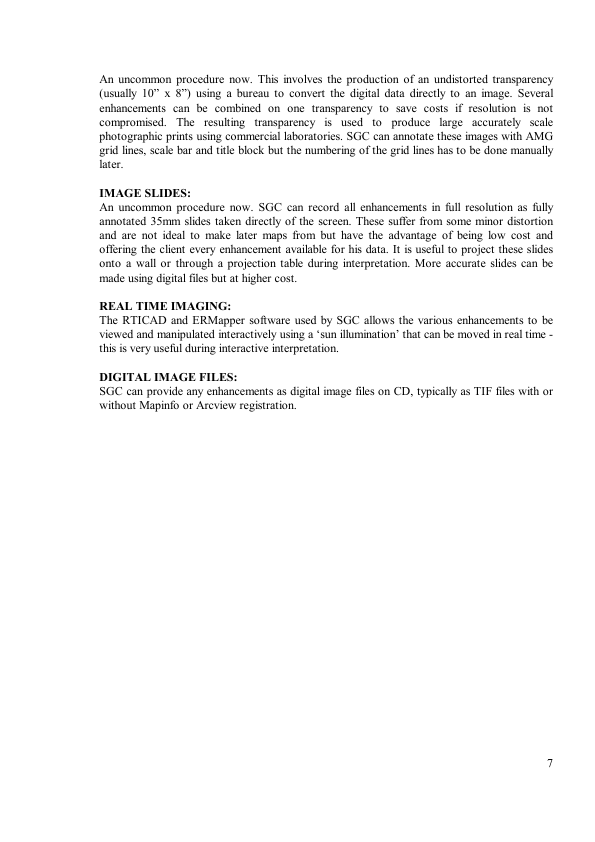 An uncommon procedure now. This involves the production of an undistorted transparency
(usually 10” x 8”) using a bureau to convert the digital data directly to an image. Several
enhancements can be combined on one transparency to save costs if resolution is not
compromised. The resulting transparency is used to produce large accurately scale
photographic prints using commercial laboratories. SGC can annotate these images with AMG
grid lines, scale bar and title block but the numbering of the grid lines has to be done manually
later.
IMAGE SLIDES:
An uncommon procedure now. SGC can record all enhancements in full resolution as fully
annotated 35mm slides taken directly of the screen. These suffer from some minor distortion
and are not ideal to make later maps from but have the advantage of being low cost and
offering the client every enhancement available for his data. It is useful to project these slides
onto a wall or through a projection table during interpretation. More accurate slides can be
made using digital files but at higher cost.
REAL TIME IMAGING:
The RTICAD and ERMapper software used by SGC allows the various enhancements to be
viewed and manipulated interactively using a ‘sun illumination’ that can be moved in real time -
this is very useful during interactive interpretation.
DIGITAL IMAGE FILES:
SGC can provide any enhancements as digital image files on CD, typically as TIF files with or
without Mapinfo or Arcview registration.
7